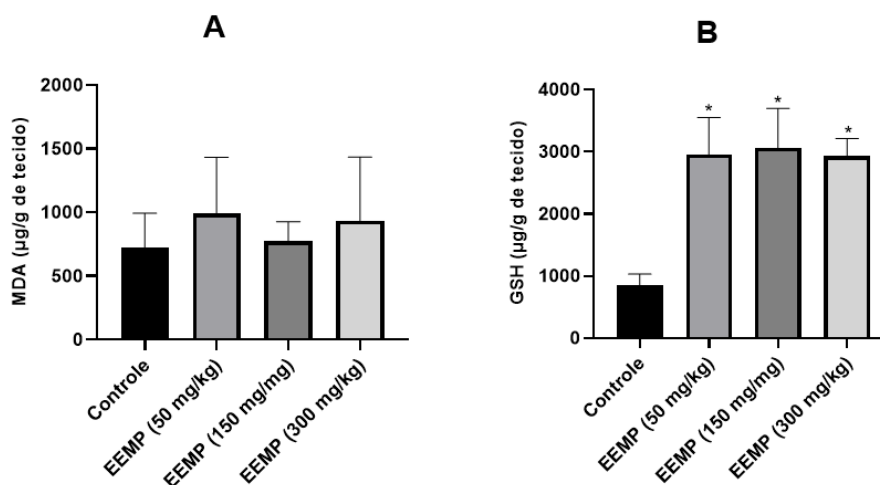 A
MDA (µg/g de tecido)
2000
1500
1000
500
0
Controle
EEMP (50 mg/kg)
EEMP (150 mg/mg)
EEMP (300 mg/kg)
B
GSH (µg/g de tecido)
4000
3000
2000
1000
0
*
*
*
Controle
EEMP (50 mg/kg)
EEMP (150 mg/mg)
EEMP (300 mg/kg)